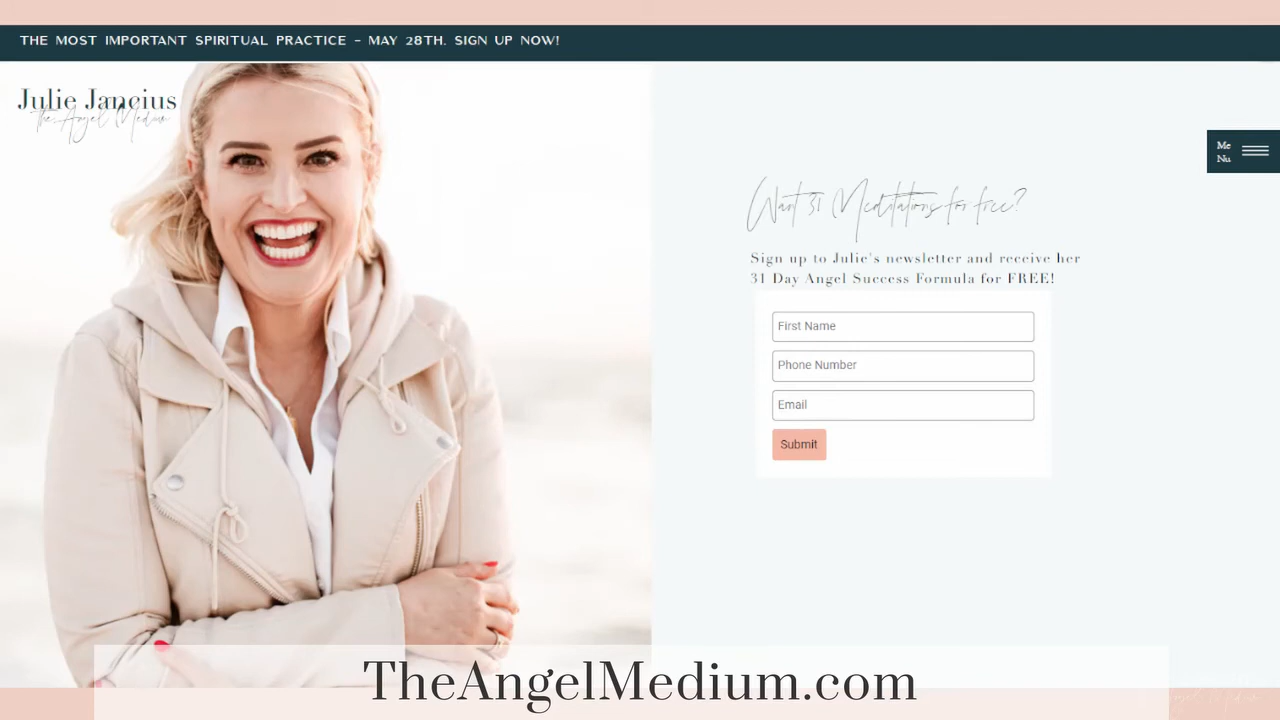 THE MOST IMPORTANT SPIRITUAL PRACTICE - MAY 28TH. SIGN UP NOW!
Julie Jancius
The Angel Medium
Me
Nu
Want 31 Meditations for free?
Sign up to Julie's newsletter and receive her
31 Day Angel Success Formula for FREE!
First Name
Phone Number
Email
Submit
TheAngelMedium.com